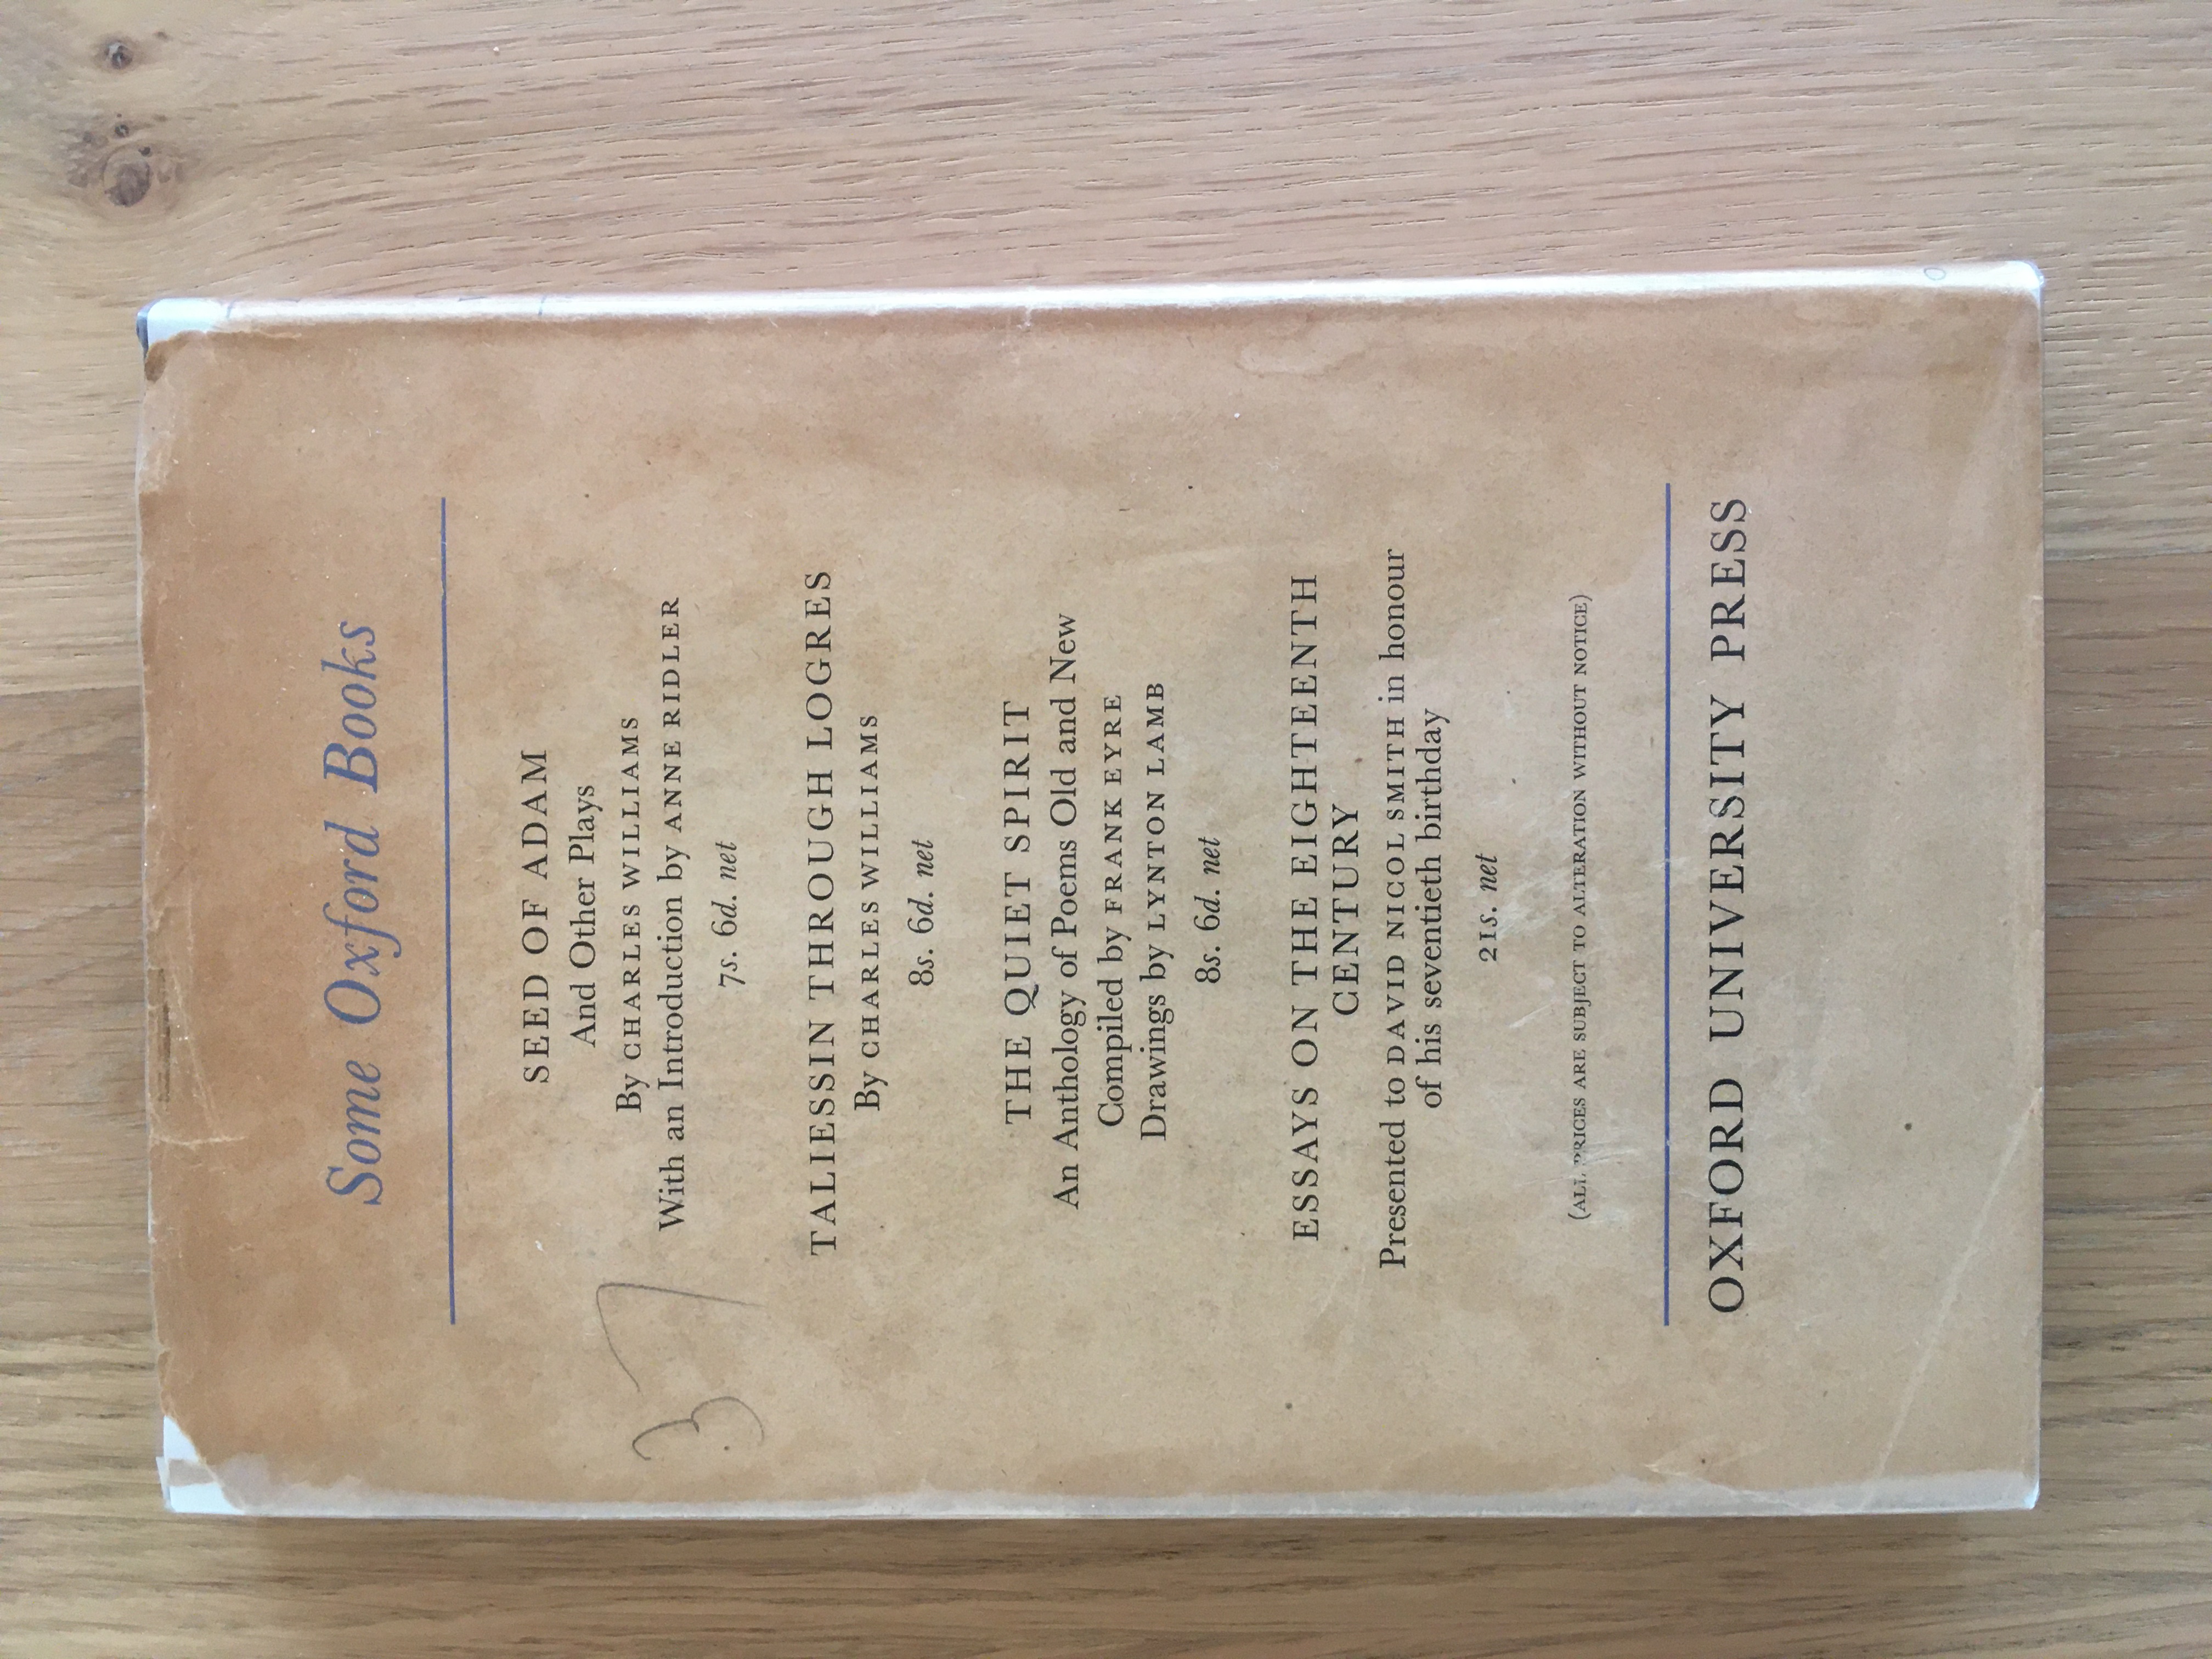 Some Oxford Books
SEED OF ADAM
And Other Plays
By CHARLES WILLIAMS
With an Introduction by ANNE RIDLER
7s. 6d. net
TALIESSIN THROUGH LOGRES
By CHARLES WILLIAMS
8s. 6d. net
THE QUIET SPIRIT
An Anthology of Poems Old and New
Compiled by FRANK EYRE
Drawings by LYNTON LAMB
8s. 6d. net
ESSAYS ON THE EIGHTEENTH
CENTURY
Presented to DAVID NICOL SMITH in honour
of his seventieth birthday
21s. net
(ALL PRICES ARE SUBJECT TO ALTERATION WITHOUT NOTICE)
OXFORD UNIVERSITY PRESS
37